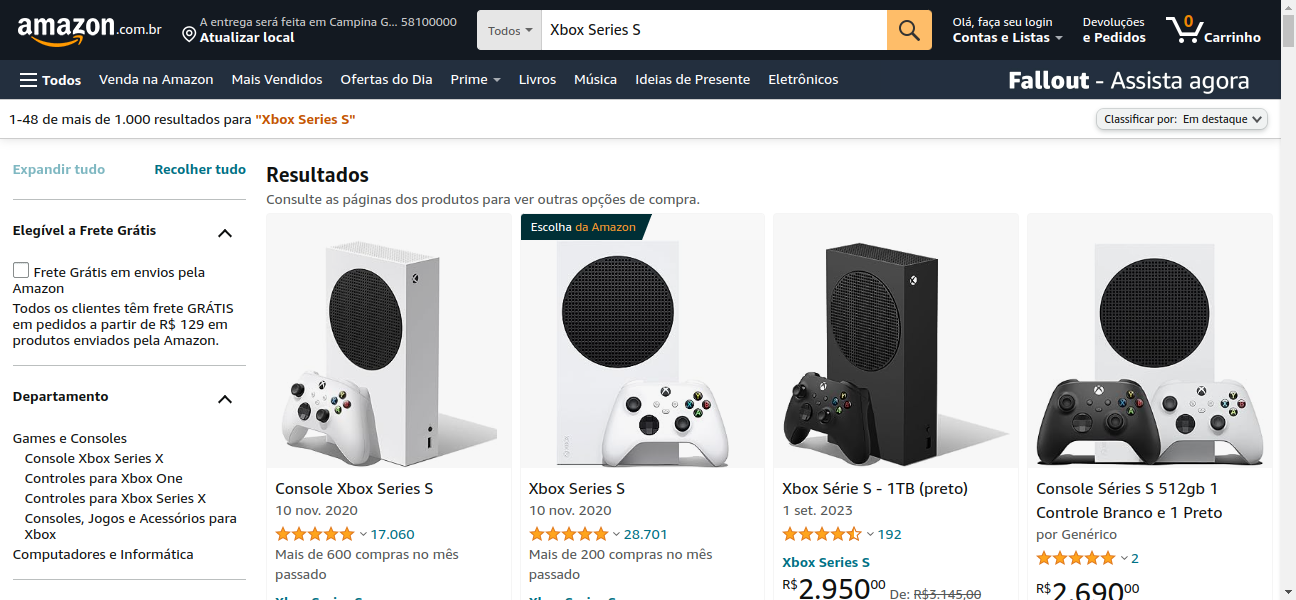 amazon.com.br
A entrega será feita em Campina G... 58100000
Atualizar local
Todos
Xbox Series S
Olá, faça seu login
Contas e Listas
Devoluções
e Pedidos
0
Carrinho
Todos
Venda na Amazon
Mais Vendidos
Ofertas do Dia
Prime
Livros
Música
Ideias de Presente
Eletrônicos
Fallout - Assista agora
1-48 de mais de 1.000 resultados para "Xbox Series S"
Classificar por: Em destaque
Expandir tudo
Recolher tudo
Elegível a Frete Grátis
Frete Grátis em envios pela
Amazon
Todos os clientes têm frete GRÁTIS
em pedidos a partir de R$ 129 em
produtos enviados pela Amazon.
Departamento
Games e Consoles
Console Xbox Series X
Controles para Xbox One
Controles para Xbox Series X
Consoles, Jogos e Acessórios para
Xbox
Computadores e Informática
Resultados
Consulte as páginas dos produtos para ver outras opções de compra.
Console Xbox Series S
10 nov. 2020
17.060
Mais de 600 compras no mês
passado
Escolha da Amazon
Xbox Series S
10 nov. 2020
28.701
Mais de 200 compras no mês
passado
Xbox Série S - 1TB (preto)
1 set. 2023
192
Xbox Series S
R$2.95000 De: R$3.145,00
Console Séries S 512gb 1
Controle Branco e 1 Preto
por Genérico
2
R$2.69000